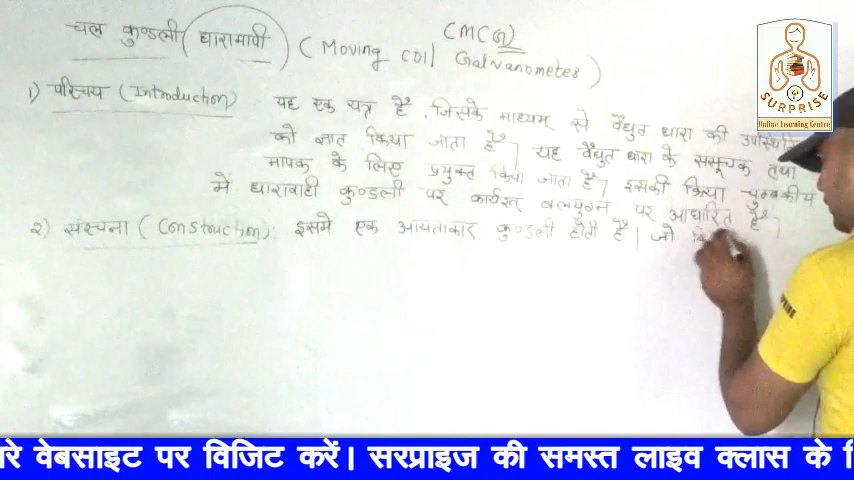 चल कुण्डली धारामापी (Moving coil Galvanometer)
(MCG)
1) परिचय (Introduction) यह एक यंत्र है, जिसके माध्यम से वैधुत धारा की उपस्थिति
को ज्ञात किया जाता है। यह वैधुत धारा के संसूचक तथा
मापक के लिए प्रयुक्त किया जाता है। इसकी क्रिया चुम्बकीय
मे धारावाही कुण्डली पर कार्यरत बलयुग्म पर आधारित है।
२) संरचना (Construction): इसमे एक आयताकार कुण्डली होती है। जो
SURPRISE
Online Learning Centre
रे वेबसाइट पर विजिट करें। सरप्राइज की समस्त लाइव क्लास के